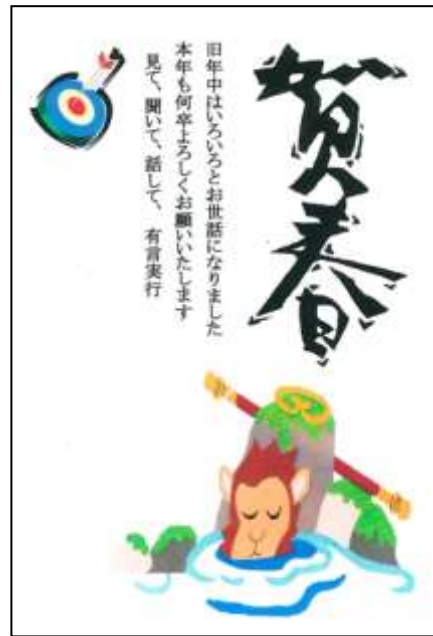 賀春
旧年中はいろいろとお世話になりました
本年も何卒よろしくお願いいたします
見て、聞いて、話して、有言実行